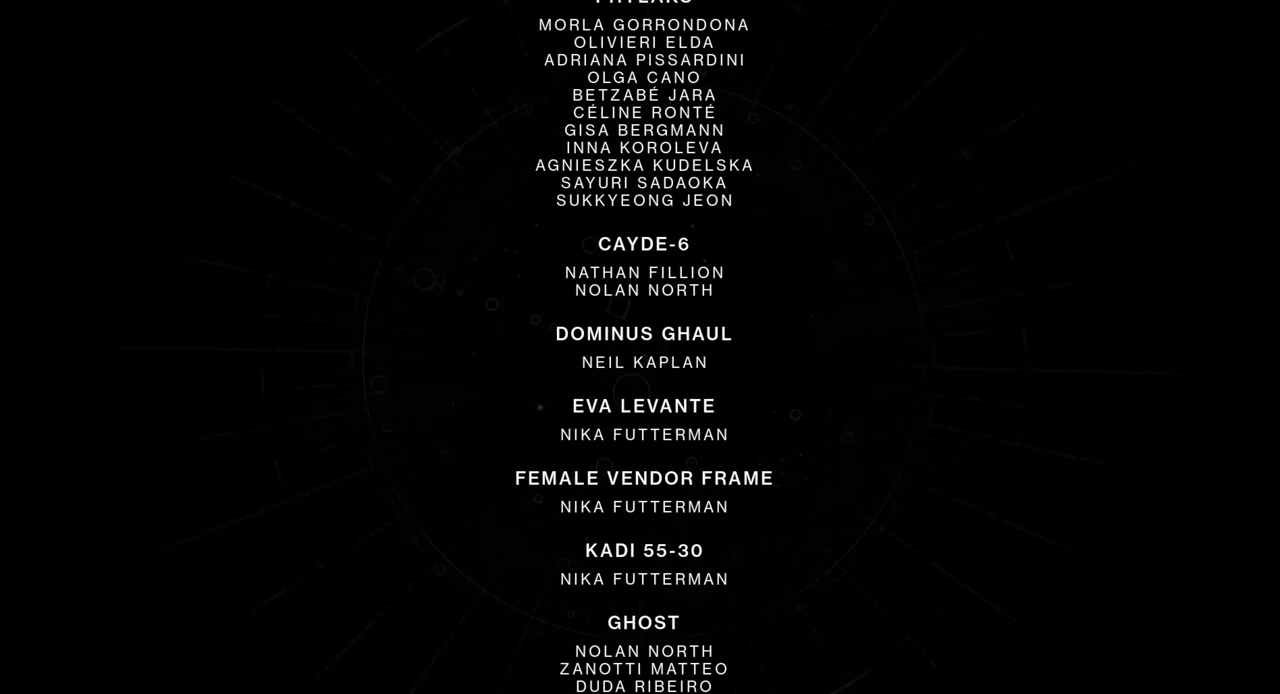 MORLA GORRONDONA
OLIVIERI ELDA
ADRIANA PISSARDINI
OLGA CANO
BETZABÉ JARA
CÉLINE RONTÉ
GISA BERGMANN
INNA KOROLEVA
AGNIESZKA KUDELSKA
SAYURI SADAOKA
SUKKYEONG JEON
CAYDE-6
NATHAN FILLION
NOLAN NORTH
DOMINUS GHAUL
NEIL KAPLAN
EVA LEVANTE
NIKA FUTTERMAN
FEMALE VENDOR FRAME
NIKA FUTTERMAN
KADI 55-30
NIKA FUTTERMAN
GHOST
NOLAN NORTH
ZANOTTI MATTEO
DUDA RIBEIRO